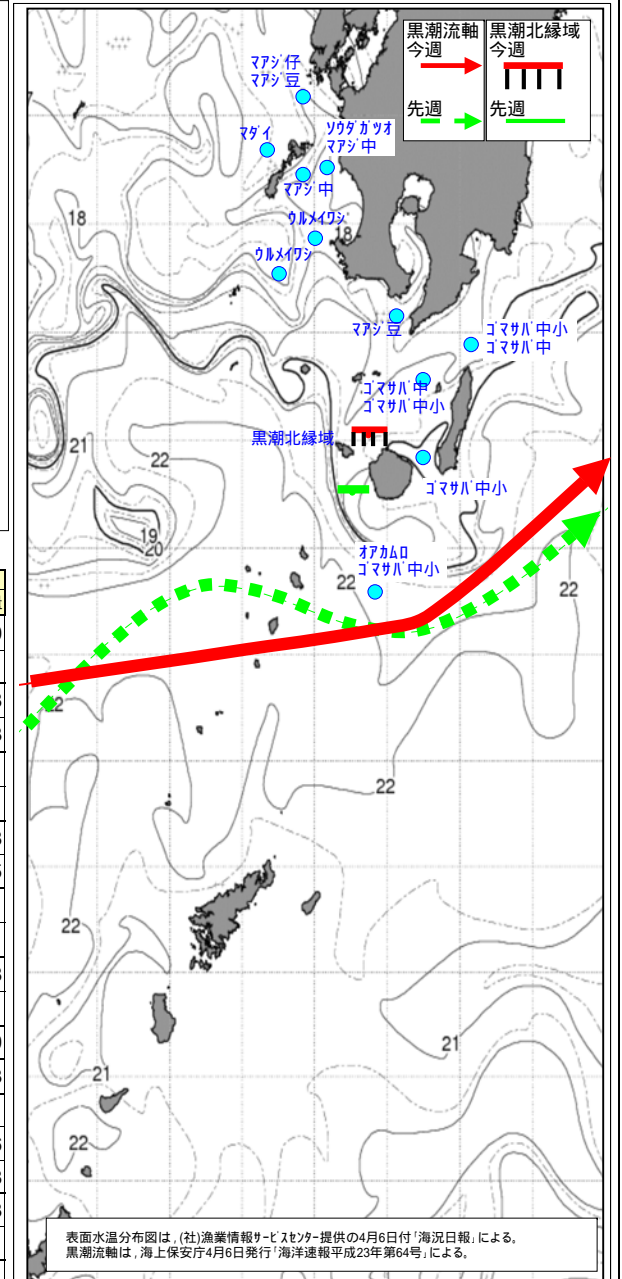 黒潮流軸
今週
先週
黒潮北縁域
今週
先週
マアジ仔
マアジ豆
マダイ
ソウダガツオ
マアジ中
マアジ中
18
ウルメイワシ
18
ウルメイワシ
マアジ豆
ゴマサバ中小
ゴマサバ中
ゴマサバ中
ゴマサバ中小
黒潮北縁域
21
22
ゴマサバ中小
19
20
オアカムロ
ゴマサバ中小
22
22
22
22
22
21
21
22
表面水温分布図は，(社)漁業情報サービスセンター提供の4月6日付「海況日報」による。
黒潮流軸は，海上保安庁4月6日発行「海洋速報平成23年第64号」による。